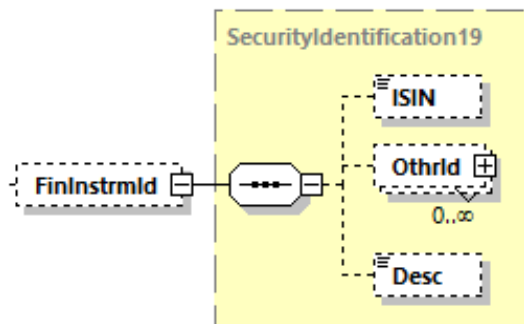 SecurityIdentification19
ISIN
OthrId
FinInstrmId
0..∞
Desc